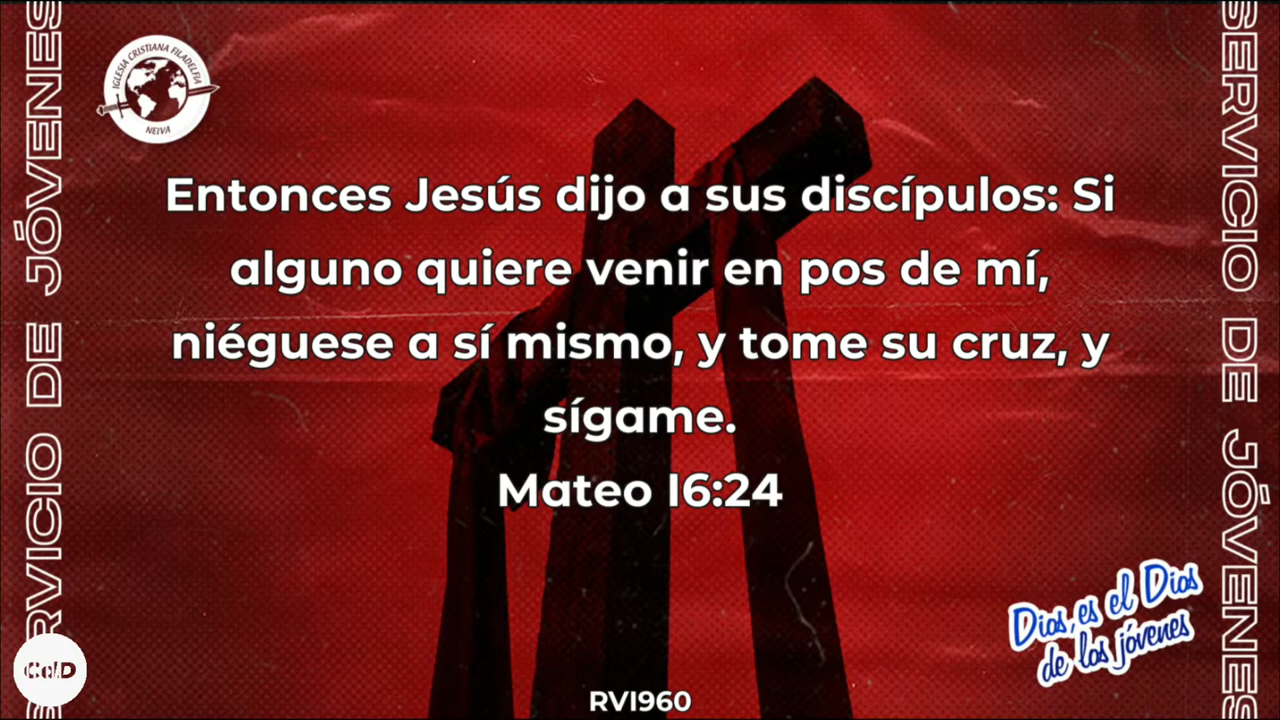 SERVICIO DE JÓVENES
IGLESIA CRISTIANA FILADELFIA
NEIVA
Entonces Jesús dijo a sus discípulos: Si
alguno quiere venir en pos de mí,
niéguese a sí mismo, y tome su cruz, y
sígame.
Mateo 16:24
Dios, es el Dios
de los jóvenes
RV1960
SERVICIO DE JÓVENES